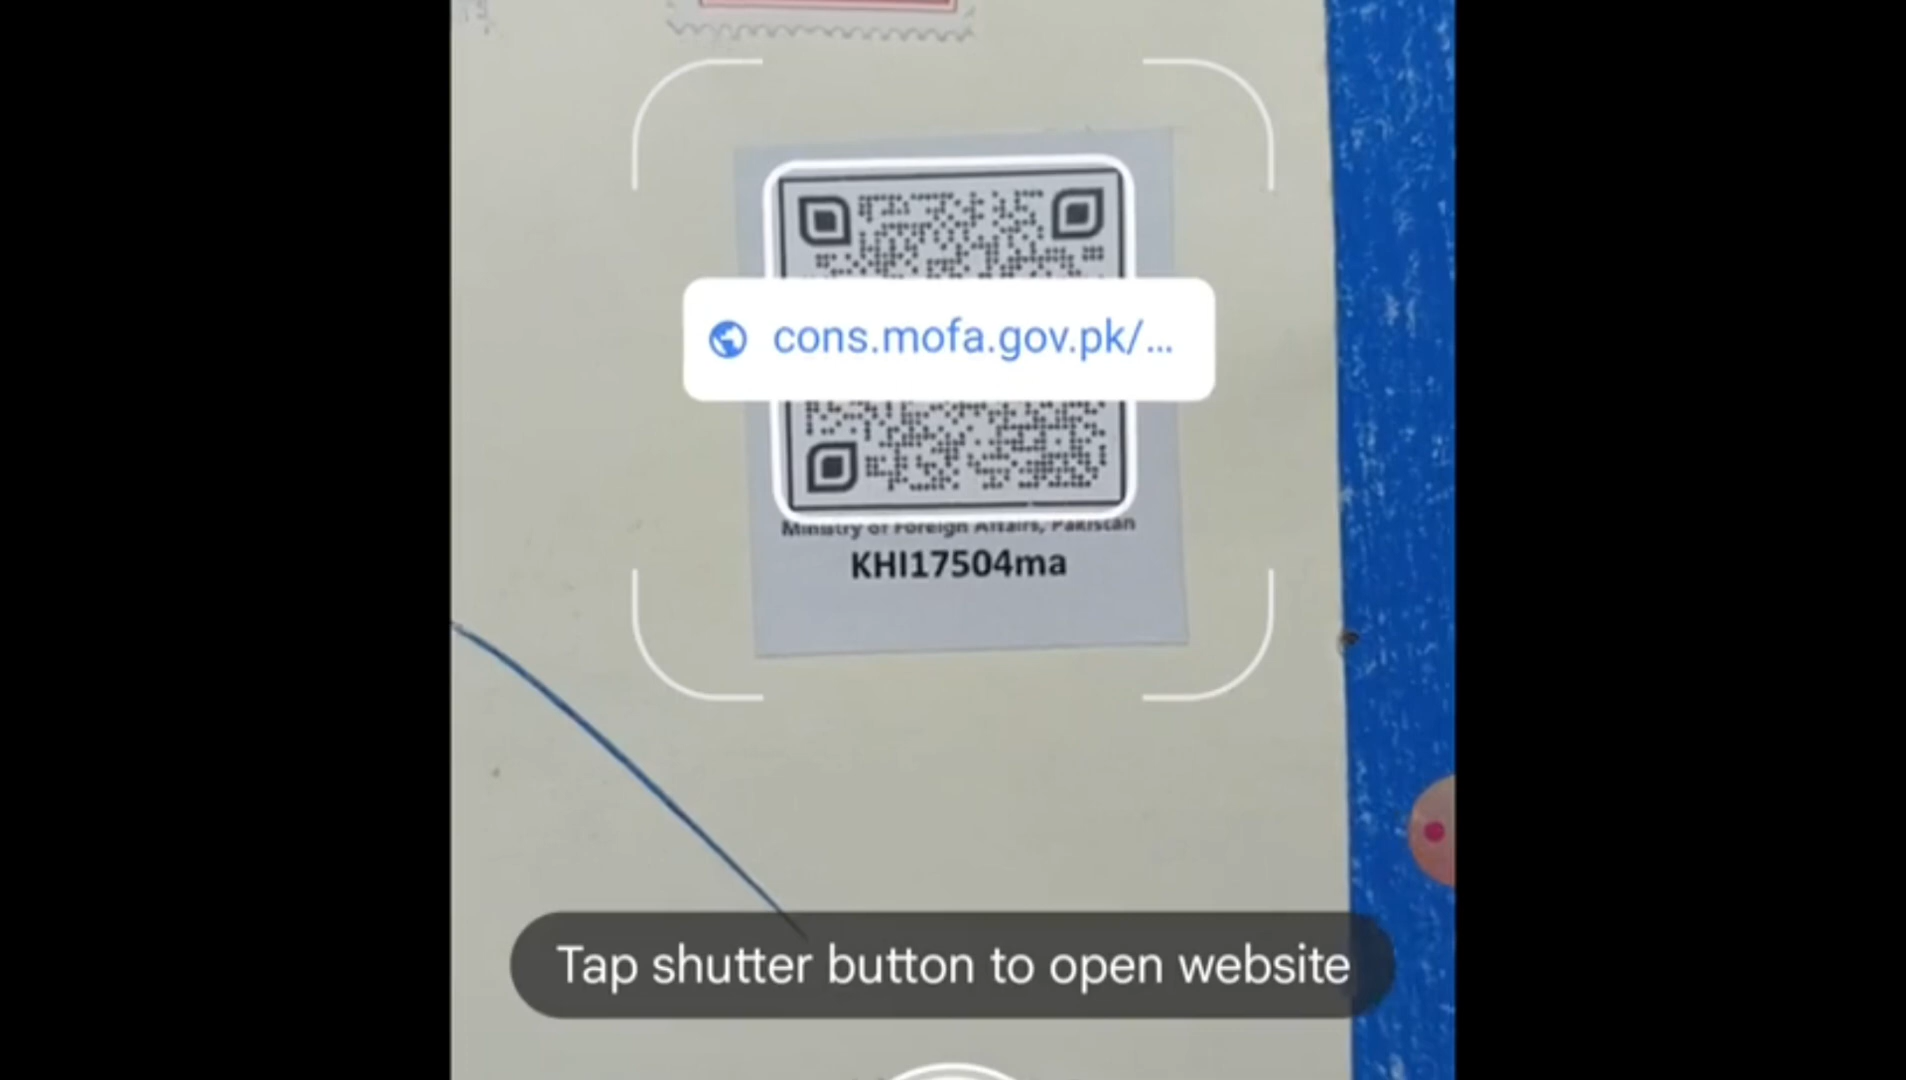 cons.mofa.gov.pk/...
Ministry of Foreign Affairs, Pakistan
KHI17504ma
Tap shutter button to open website